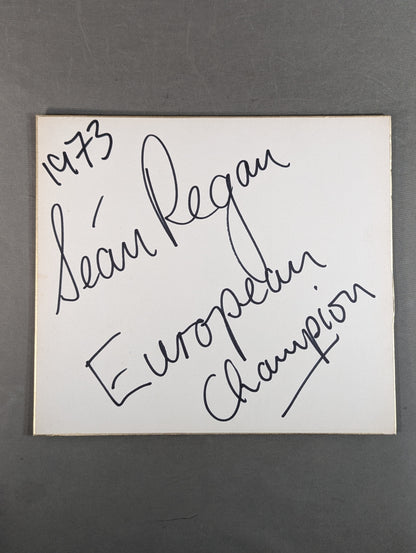 1973
Seán Regan
European
Champion